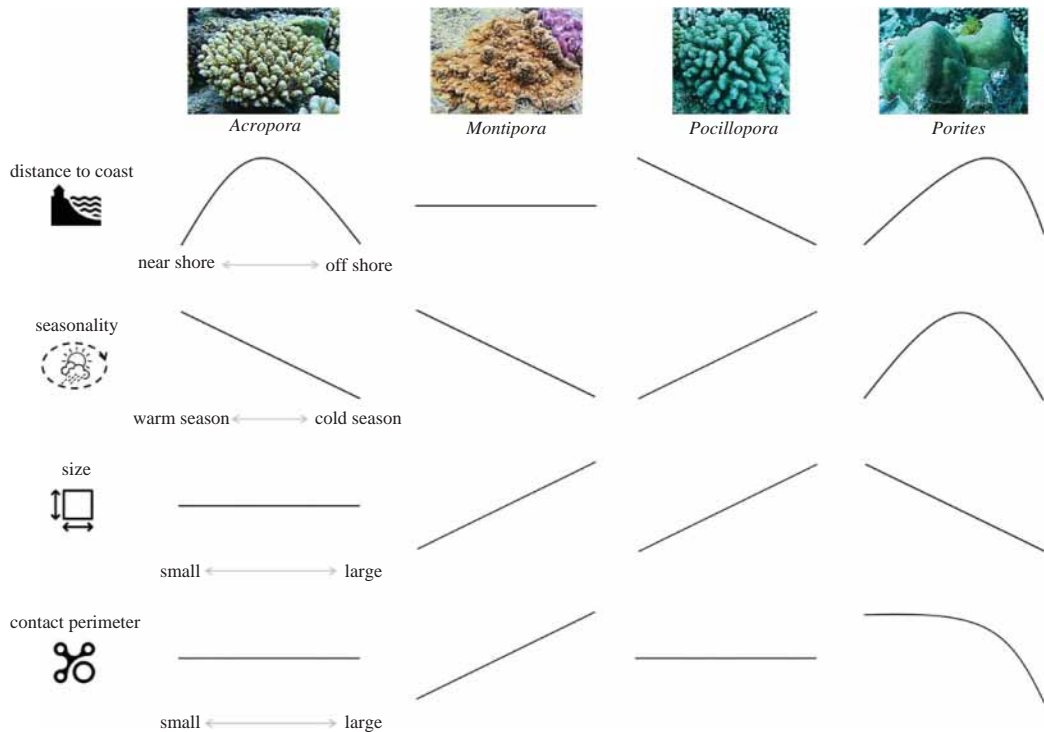 Acropora
Montipora
Pocillopora
Porites
distance to coast
near shore
off shore
seasonality
warm season
cold season
size
small
large
contact perimeter
small
large